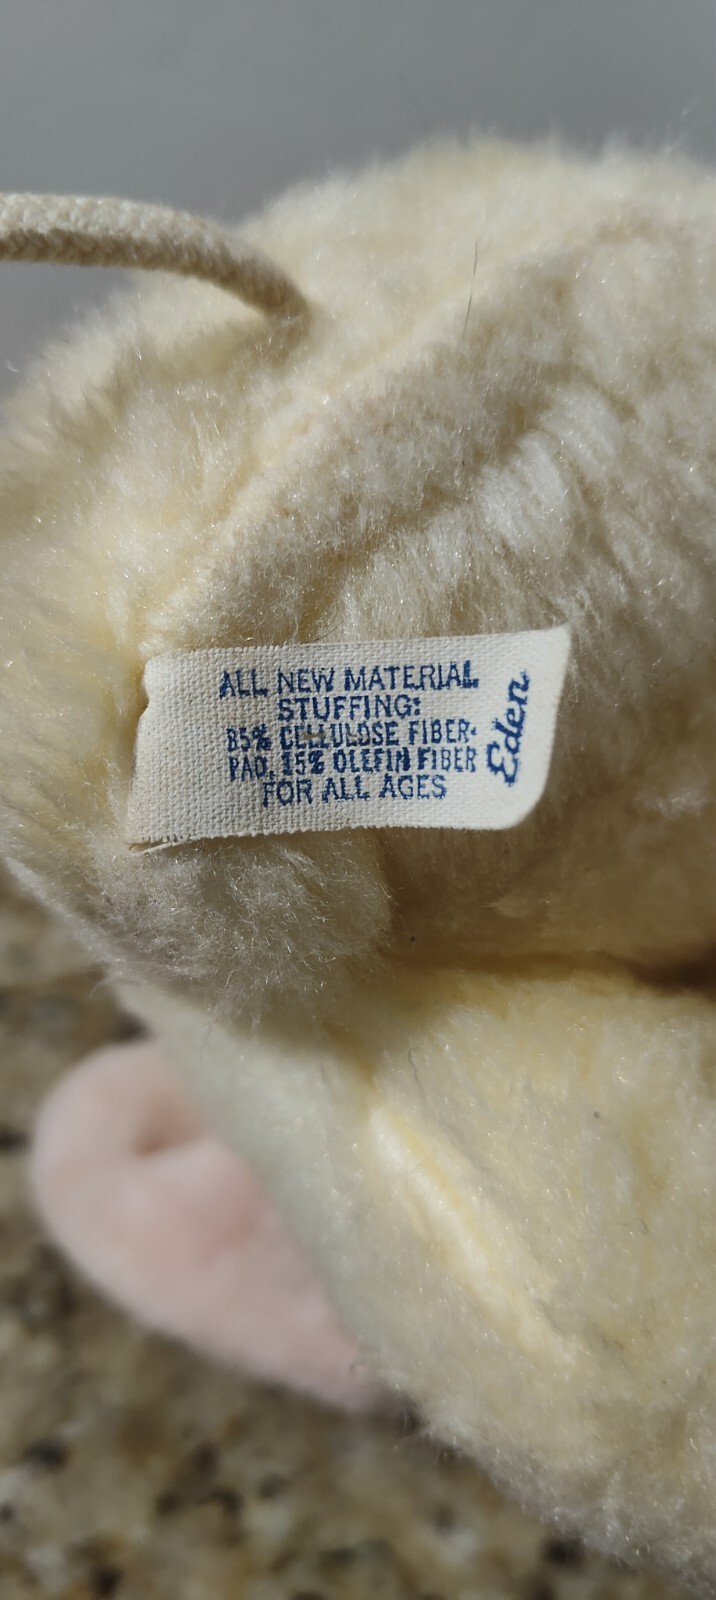 ALL NEW MATERIAL
STUFFING:
85% CELLULOSE FIBER-
PAD, 15% OLEFIN FIBER
FOR ALL AGES
Eden